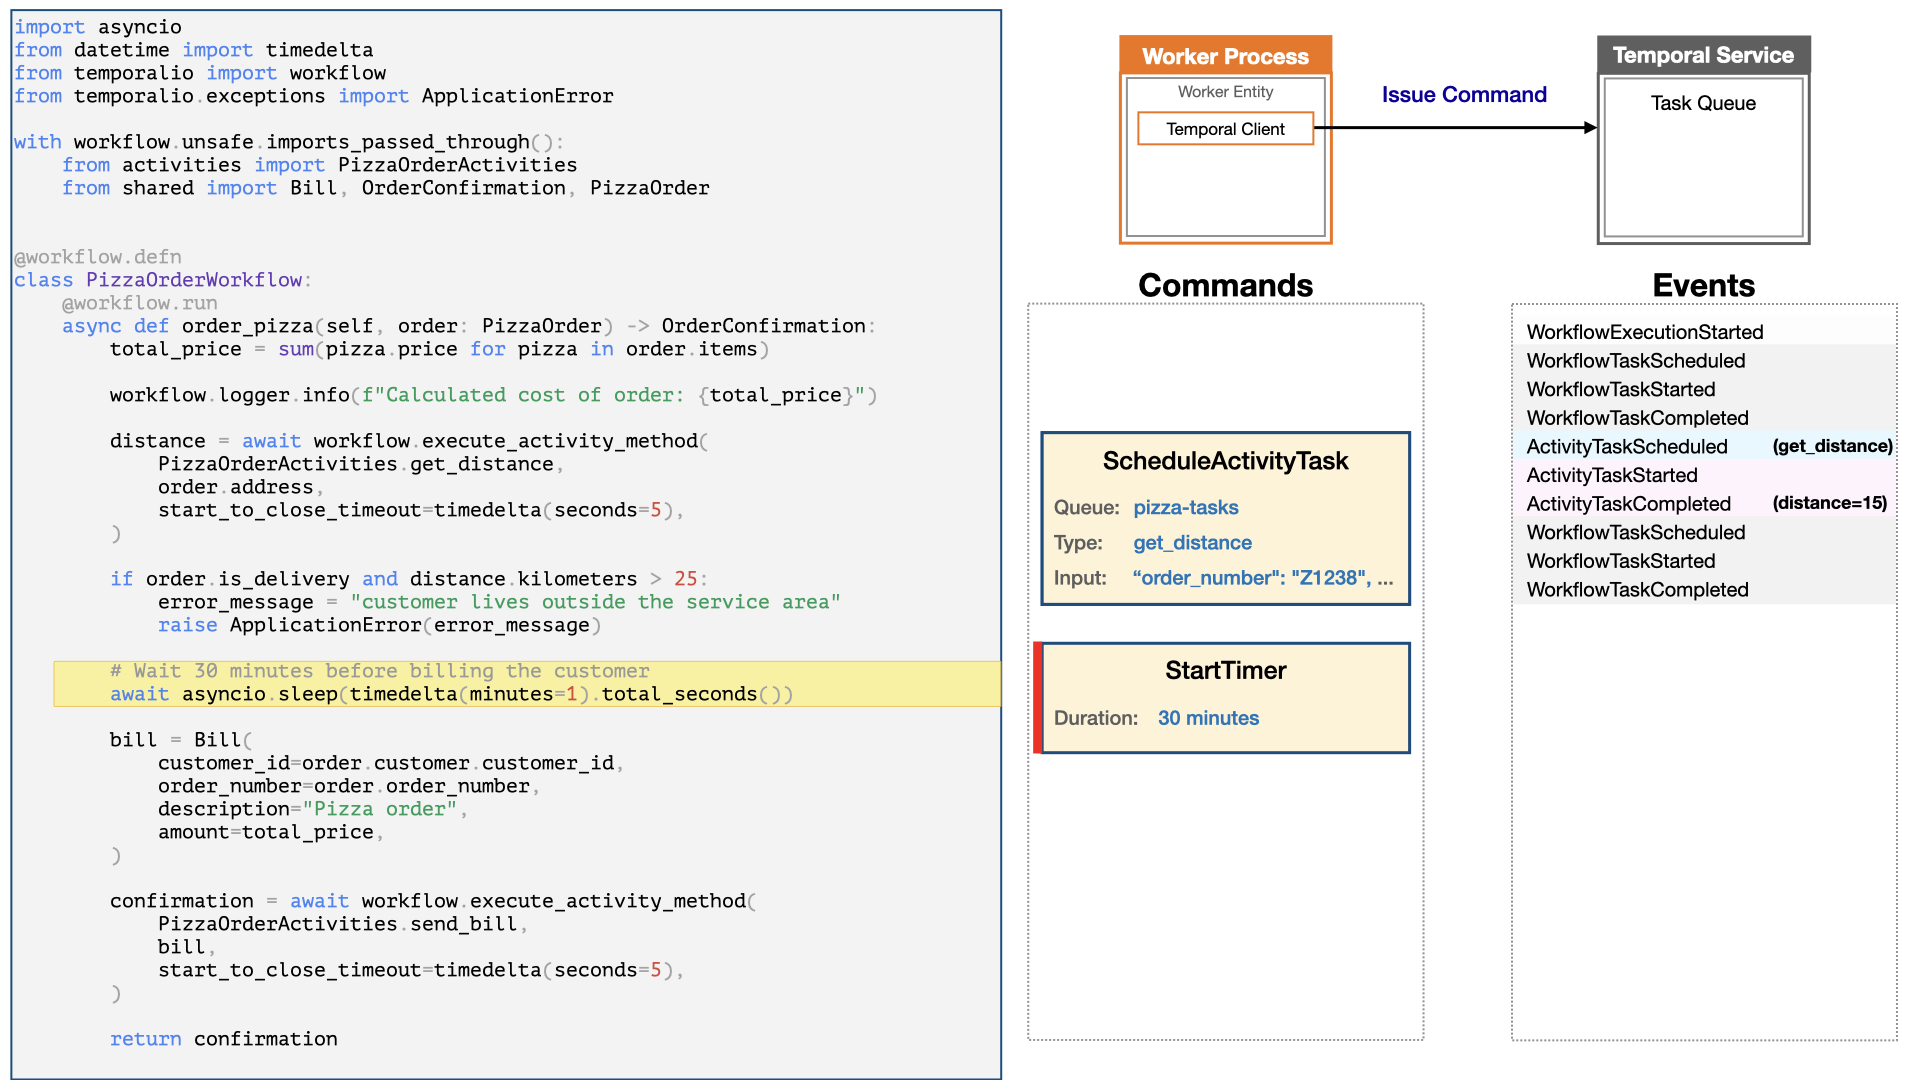 import asyncio
from datetime import timedelta
from temporalio import workflow
from temporalio.exceptions import ApplicationError

with workflow.unsafe.imports_passed_through():
    from activities import PizzaOrderActivities
    from shared import Bill, OrderConfirmation, PizzaOrder


@workflow.defn
class PizzaOrderWorkflow:
    @workflow.run
    async def order_pizza(self, order: PizzaOrder) -> OrderConfirmation:
        total_price = sum(pizza.price for pizza in order.items)

        workflow.logger.info(f"Calculated cost of order: {total_price}")

        distance = await workflow.execute_activity_method(
            PizzaOrderActivities.get_distance,
            order.address,
            start_to_close_timeout=timedelta(seconds=5),
        )

        if order.is_delivery and distance.kilometers > 25:
            error_message = "customer lives outside the service area"
            raise ApplicationError(error_message)

        # Wait 30 minutes before billing the customer
        await asyncio.sleep(timedelta(minutes=1).total_seconds())

        bill = Bill(
            customer_id=order.customer.customer_id,
            order_number=order.order_number,
            description="Pizza order",
            amount=total_price,
        )

        confirmation = await workflow.execute_activity_method(
            PizzaOrderActivities.send_bill,
            bill,
            start_to_close_timeout=timedelta(seconds=5),
        )

        return confirmation
Worker Process
Worker Entity
Temporal Client
Issue Command
Temporal Service
Task Queue
Commands
ScheduleActivityTask
Queue: pizza-tasks
Type: get_distance
Input: “order_number": "Z1238", ...
StartTimer
Duration: 30 minutes
Events
WorkflowExecutionStarted
WorkflowTaskScheduled
WorkflowTaskStarted
WorkflowTaskCompleted
ActivityTaskScheduled (get_distance)
ActivityTaskStarted
ActivityTaskCompleted (distance=15)
WorkflowTaskScheduled
WorkflowTaskStarted
WorkflowTaskCompleted